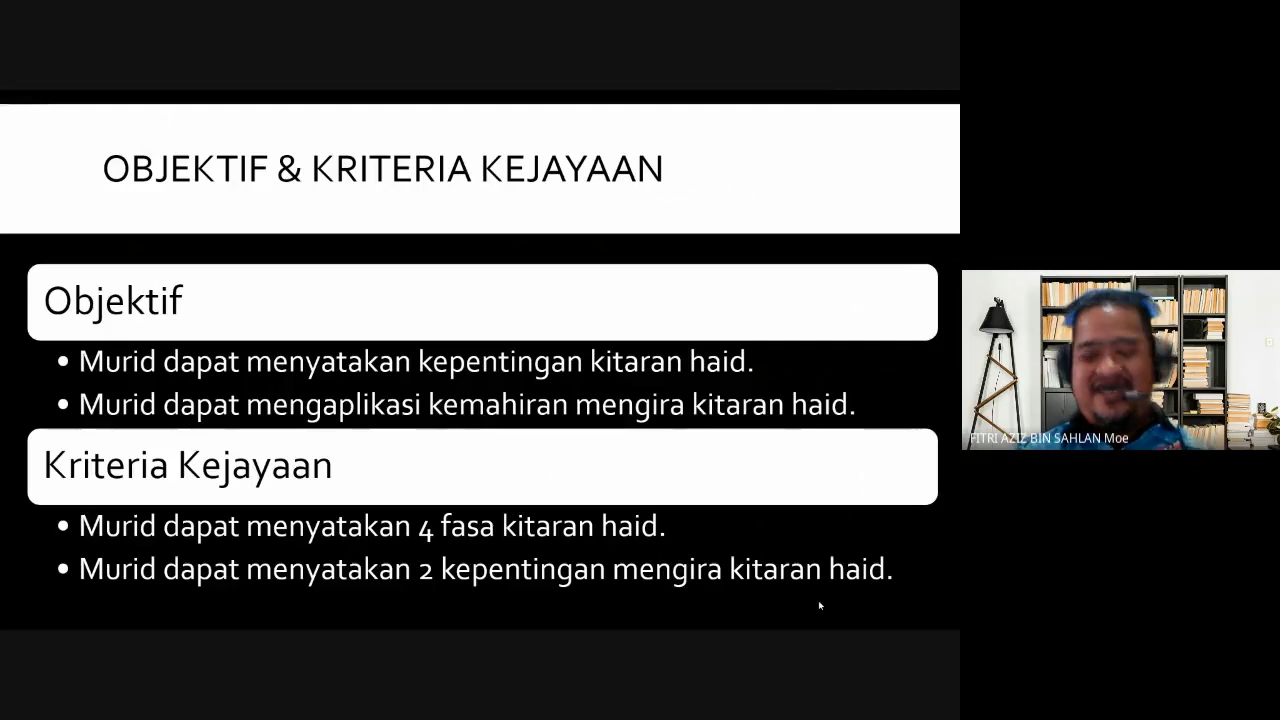 OBJEKTIF & KRITERIA KEJAYAAN
Objektif
• Murid dapat menyatakan kepentingan kitaran haid.
• Murid dapat mengaplikasi kemahiran mengira kitaran haid.
Kriteria Kejayaan
• Murid dapat menyatakan 4 fasa kitaran haid.
• Murid dapat menyatakan 2 kepentingan mengira kitaran haid.
FITRI AZIZ BIN SAHLAN Moe